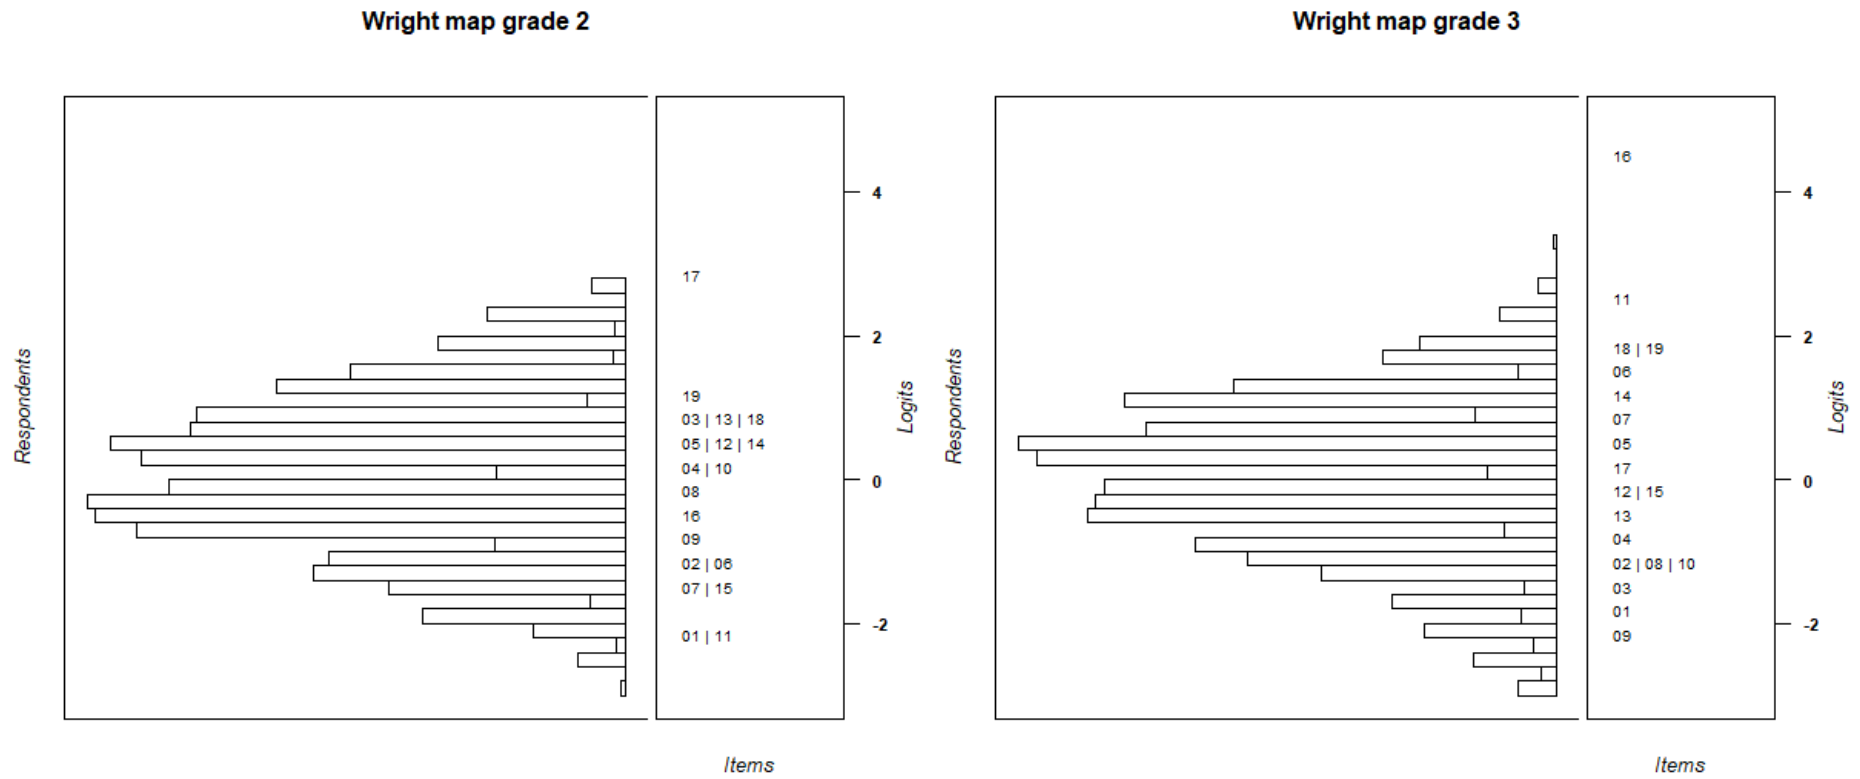 Wright map grade 2
Respondents
17
19
03 | 13 | 18
05 | 12 | 14
04 | 10
08
16
09
02 | 06
07 | 15
01 | 11
4
2
0
-2
Logits
Items
Wright map grade 3
Respondents
16
11
18 | 19
06
14
07
05
17
12 | 15
13
04
02 | 08 | 10
03
01
09
4
2
0
-2
Logits
Items